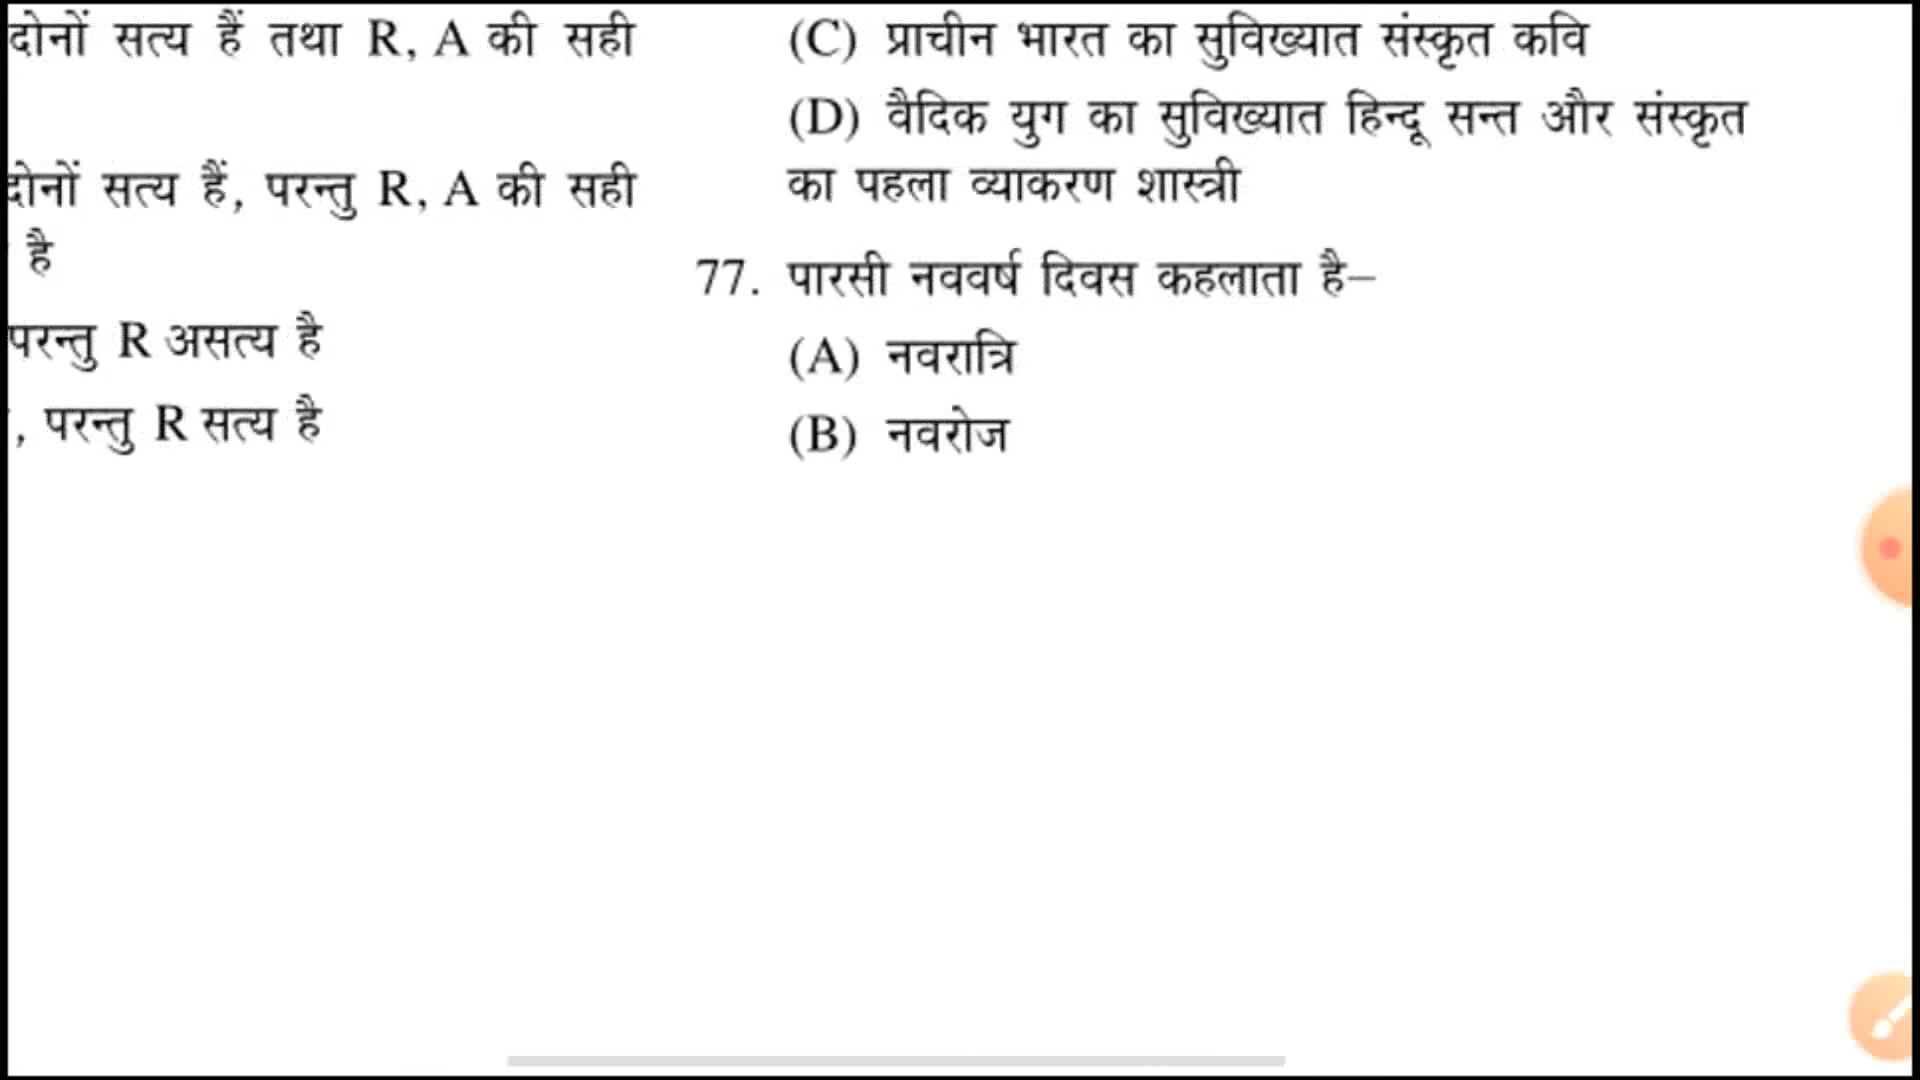 दोनों सत्य हैं तथा R, A की सही
दोनों सत्य हैं, परन्तु R, A की सही
है
परन्तु R असत्य है
, परन्तु R सत्य है
(C) प्राचीन भारत का सुविख्यात संस्कृत कवि
(D) वैदिक युग का सुविख्यात हिन्दू सन्त और संस्कृत
का पहला व्याकरण शास्त्री
77. पारसी नववर्ष दिवस कहलाता है–
(A) नवरात्रि
(B) नवरोज